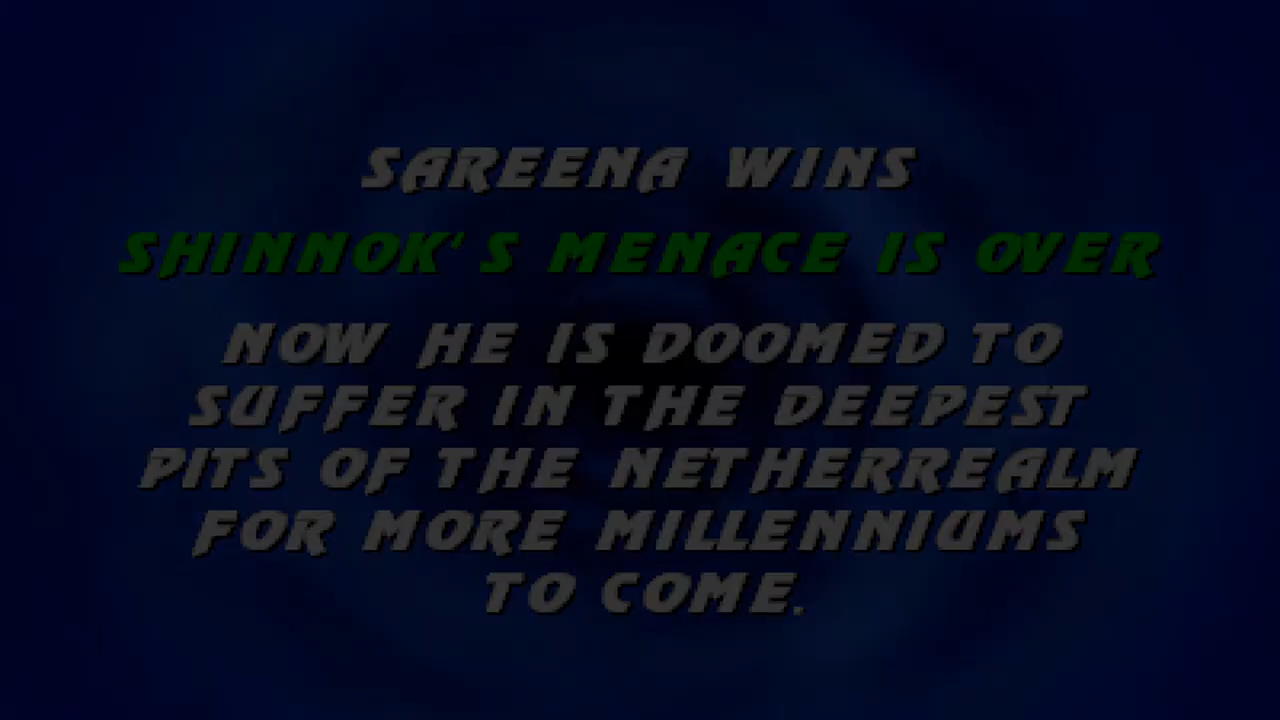 SAREENA WINS
SHINNOK'S MENACE IS OVER
NOW HE IS DOOMED TO
SUFFER IN THE DEEPEST
PITS OF THE NETHERREALM
FOR MORE MILLENNIUMS
TO COME.